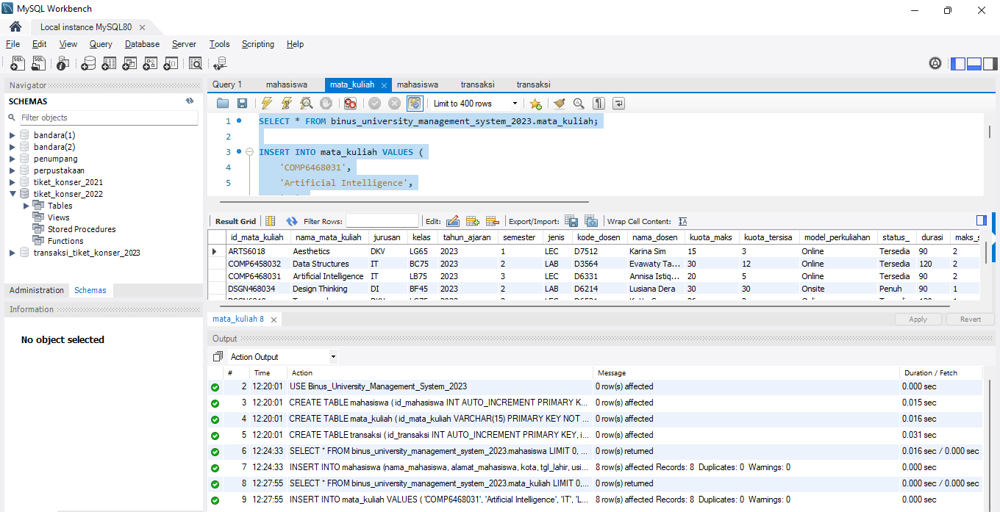 MySQL Workbench
Local instance MySQL80
File Edit View Query Database Server Tools Scripting Help
Navigator
SCHEMAS
Filter objects
bandara(1)
bandara(2)
penumpang
perpustakaan
tiket_konser_2021
tiket_konser_2022
Tables
Views
Stored Procedures
Functions
transaksi_tiket_konser_2023
Administration Schemas
Information
No object selected
Query 1 mahasiswa mata_kuliah mahasiswa transaksi transaksi
Limit to 400 rows
1 SELECT * FROM binus_university_management_system_2023.mata_kuliah;
2
3 INSERT INTO mata_kuliah VALUES (
4 'COMP6468031',
5 'Artificial Intelligence',
Result Grid Filter Rows: Edit: Export/Import: Wrap Cell Content:
id_mata_kuliah nama_mata_kuliah jurusan kelas tahun_ajaran semester jenis kode_dosen nama_dosen kuota_maks kuota_tersisa model_perkuliahan status_ durasi
ARTS6018 Aesthetics DKV LG65 2023 1 LEC D7512 Karina Sim 15 3 Online Tersedia 90 2
COMP6458032 Data Structures IT BC75 2023 2 LAB D3564 Evawaty Ta... 30 12 Online Tersedia 120 2
COMP6468031 Artificial Intelligence IT LB75 2023 3 LEC D6331 Annisa Istiq... 20 5 Online Tersedia 90 2
DSGN468034 Design Thinking DI BF45 2023 2 LAB D6214 Lusiana Dera 30 30 Onsite Penuh 90 1
mata_kuliah 8
Apply Revert
Output
Action Output
# Time Action Message Duration / Fetch
2 12:20:01 USE Binus_University_Management_System_2023 0 row(s) affected 0.000 sec
3 12:20:01 CREATE TABLE mahasiswa ( id_mahasiswa INT AUTO_INCREMENT PRIMARY K... 0 row(s) affected 0.015 sec
4 12:20:01 CREATE TABLE mata_kuliah ( id_mata_kuliah VARCHAR(15) PRIMARY KEY NOT ... 0 row(s) affected 0.016 sec
5 12:20:01 CREATE TABLE transaksi ( id_transaksi INT AUTO_INCREMENT PRIMARY KEY, i... 0 row(s) affected 0.031 sec
6 12:24:33 SELECT * FROM binus_university_management_system_2023.mahasiswa LIMIT 0, ... 0 row(s) returned 0.016 sec / 0.000 sec
7 12:24:33 INSERT INTO mahasiswa (nama_mahasiswa, alamat_mahasiswa, kota, tgl_lahir, usi... 8 row(s) affected Records: 8 Duplicates: 0 Warnings: 0 0.000 sec
8 12:27:55 SELECT * FROM binus_university_management_system_2023.mata_kuliah LIMIT 0,... 0 row(s) returned 0.000 sec / 0.000 sec
9 12:27:55 INSERT INTO mata_kuliah VALUES ( 'COMP6468031', 'Artificial Intelligence', 'IT', 'L... 8 row(s) affected Records: 8 Duplicates: 0 Warnings: 0 0.000 sec